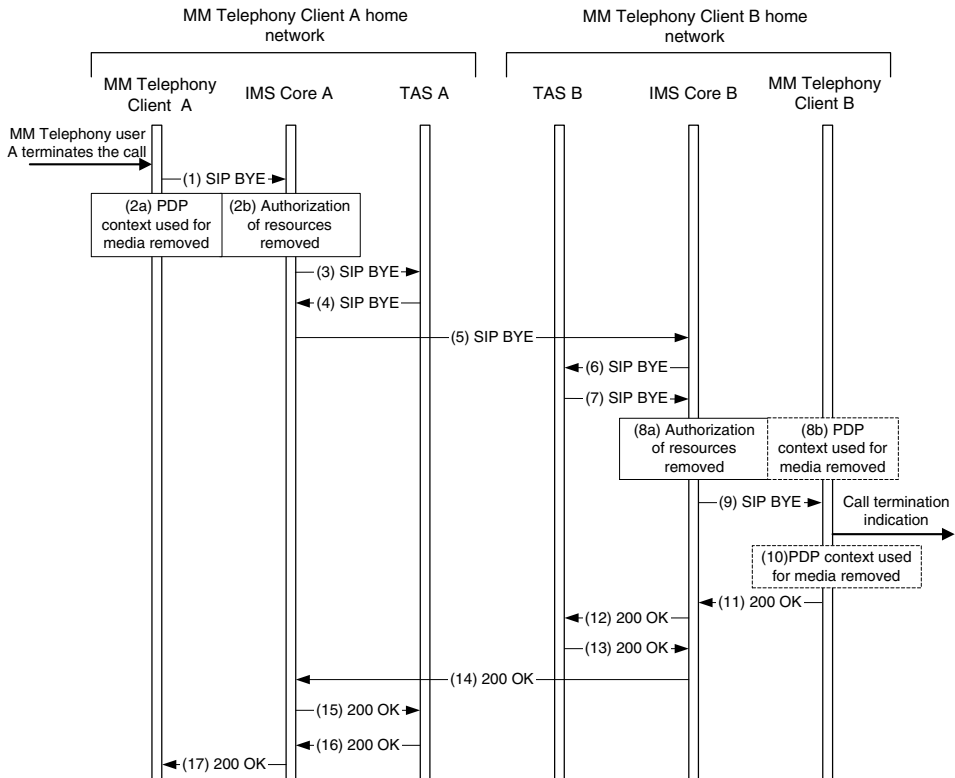 MM Telephony Client A home
network
MM Telephony Client B home
network
MM Telephony
Client A
IMS Core A
TAS A
TAS B
IMS Core B
MM Telephony
Client B
MM Telephony user
A terminates the call
(1) SIP BYE
(2a) PDP
context used for
media removed
(2b) Authorization
of resources
removed
(3) SIP BYE
(4) SIP BYE
(5) SIP BYE
(6) SIP BYE
(7) SIP BYE
(8a) Authorization
of resources
removed
(8b) PDP
context used for
media removed
(9) SIP BYE
Call termination
indication
(10)PDP context used
for media removed
(11) 200 OK
(12) 200 OK
(13) 200 OK
(14) 200 OK
(15) 200 OK
(16) 200 OK
(17) 200 OK